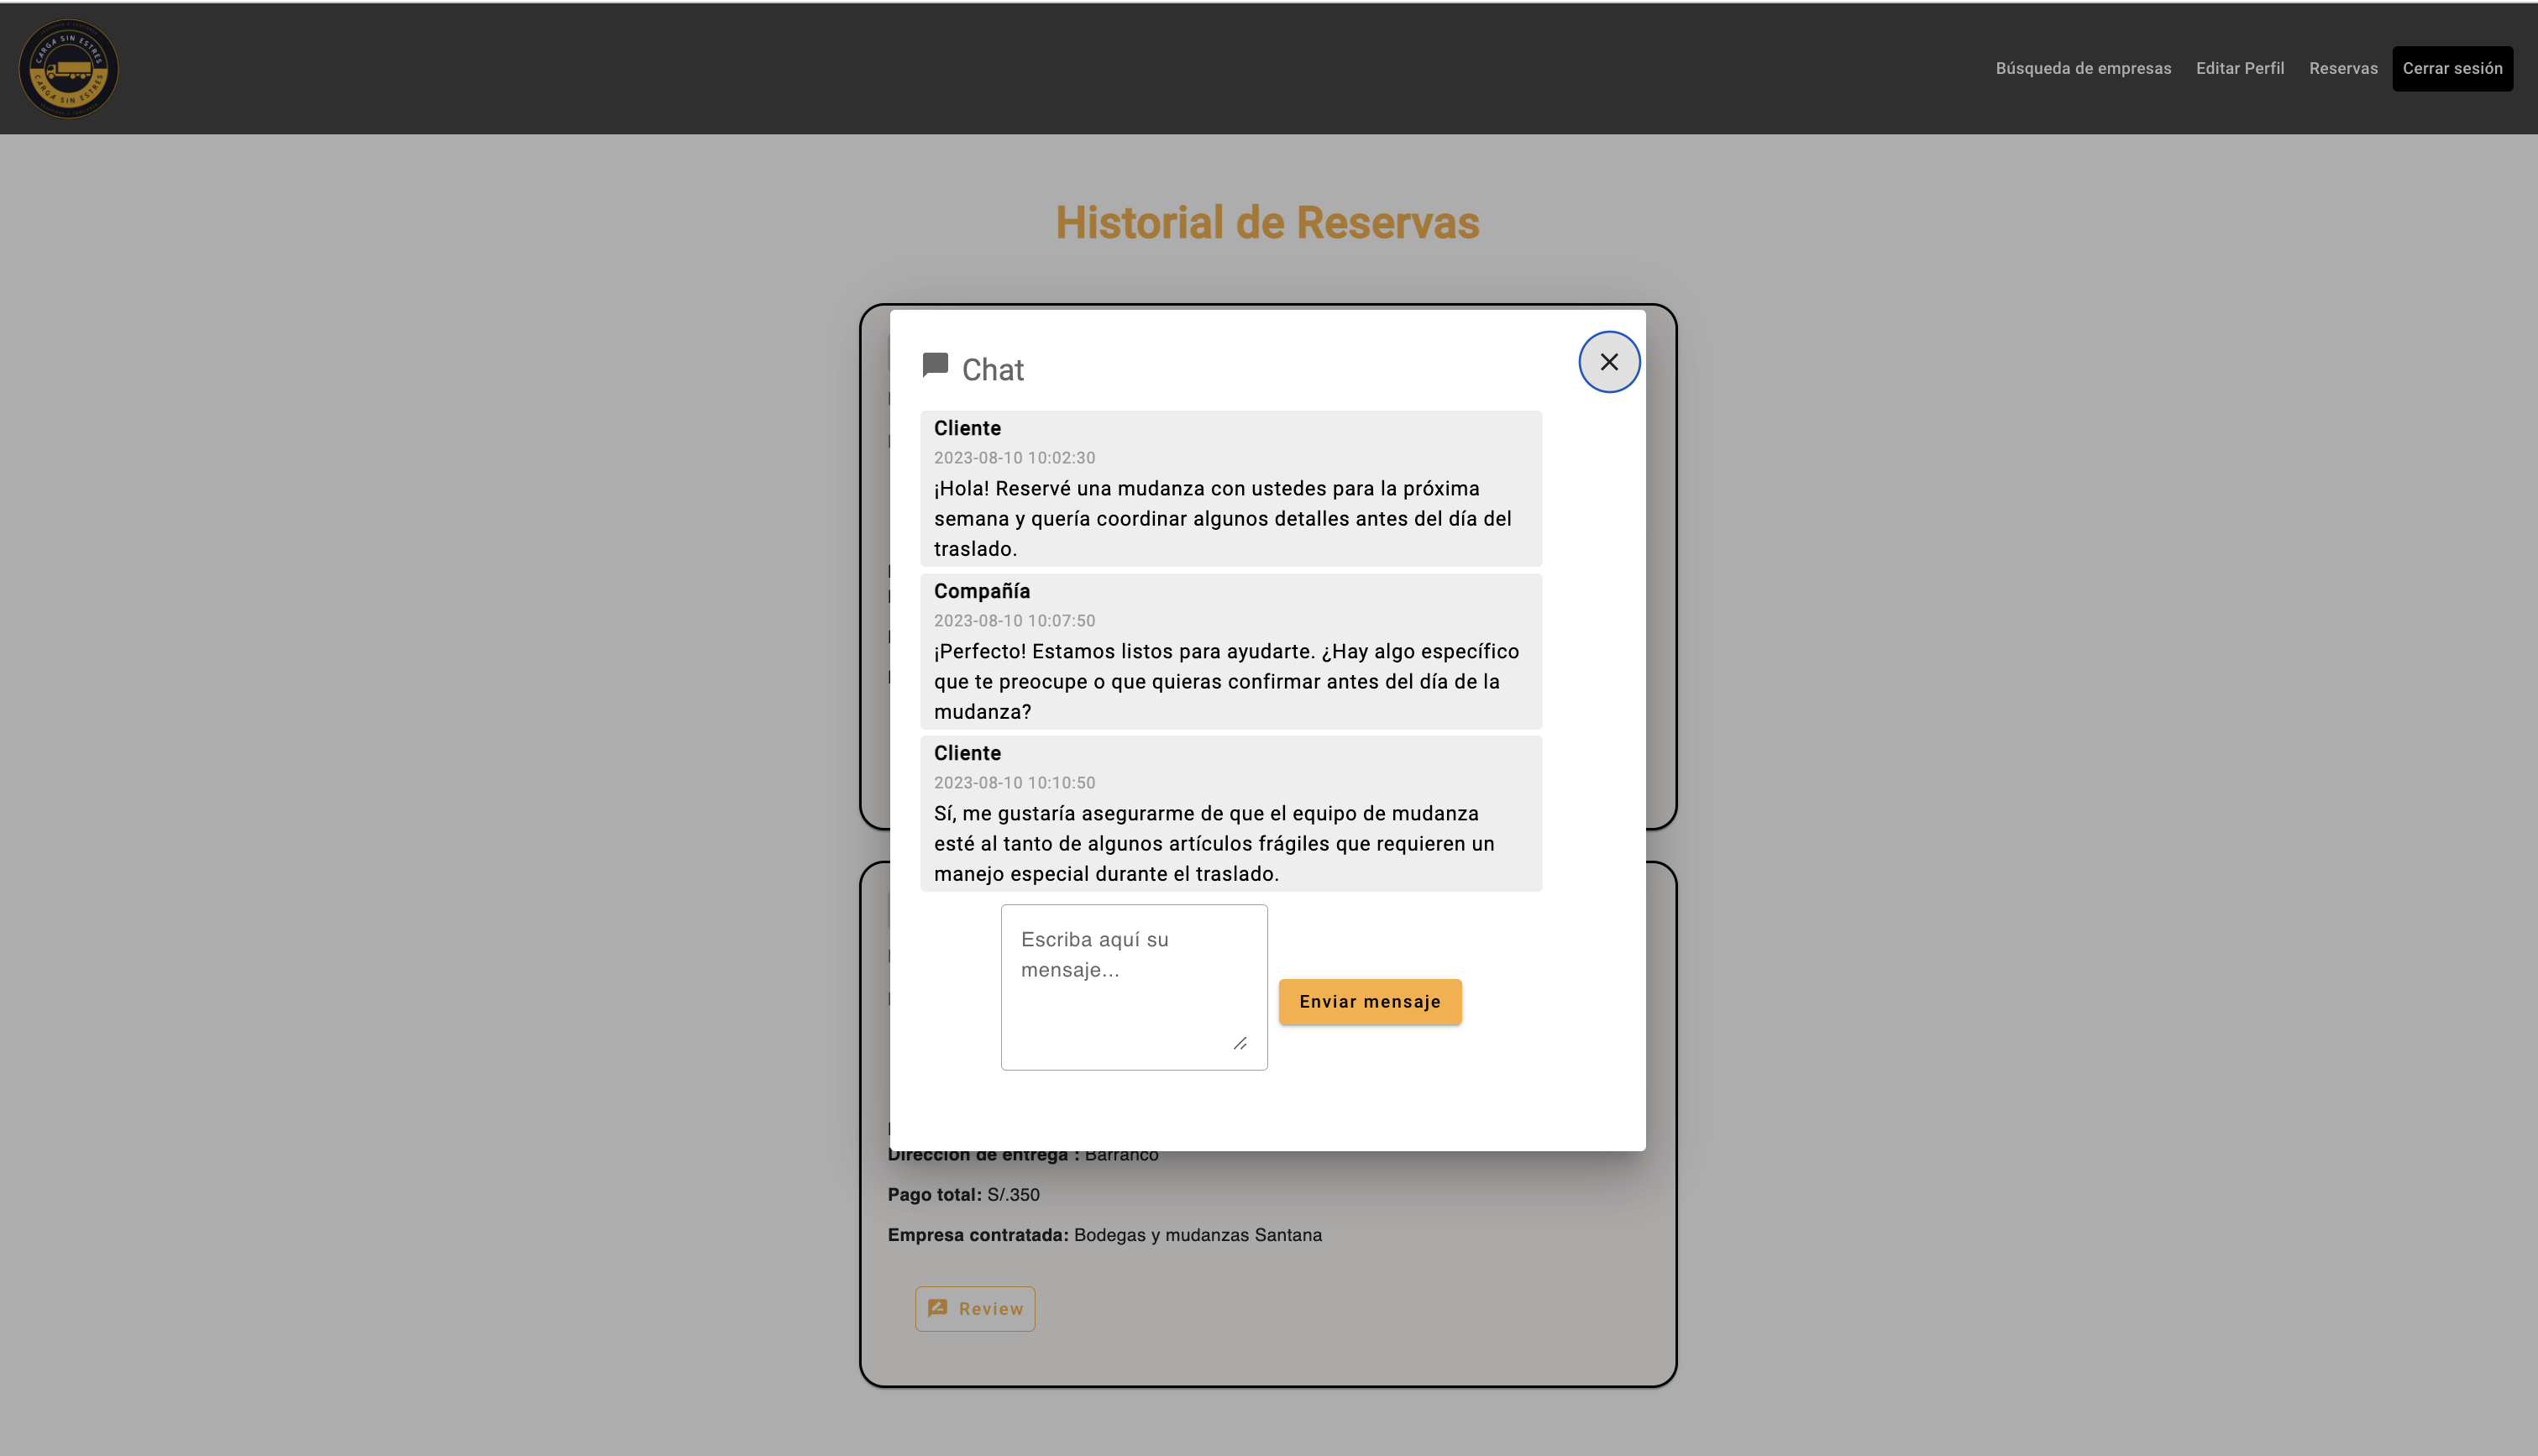 CARGA SIN ESTRÉS
CARGA SIN ESTRÉS
Búsqueda de empresas
Editar Perfil
Reservas
Cerrar sesión
Historial de Reservas
Chat
Cliente
2023-08-10 10:02:30
¡Hola! Reservé una mudanza con ustedes para la próxima
semana y quería coordinar algunos detalles antes del día del
traslado.
Compañía
2023-08-10 10:07:50
¡Perfecto! Estamos listos para ayudarte. ¿Hay algo específico
que te preocupe o que quieras confirmar antes del día de la
mudanza?
Cliente
2023-08-10 10:10:50
Sí, me gustaría asegurarme de que el equipo de mudanza
esté al tanto de algunos artículos frágiles que requieren un
manejo especial durante el traslado.
Escriba aquí su
mensaje...
Enviar mensaje
Dirección de entrega : Barranco
Pago total: S/.350
Empresa contratada: Bodegas y mudanzas Santana
Review